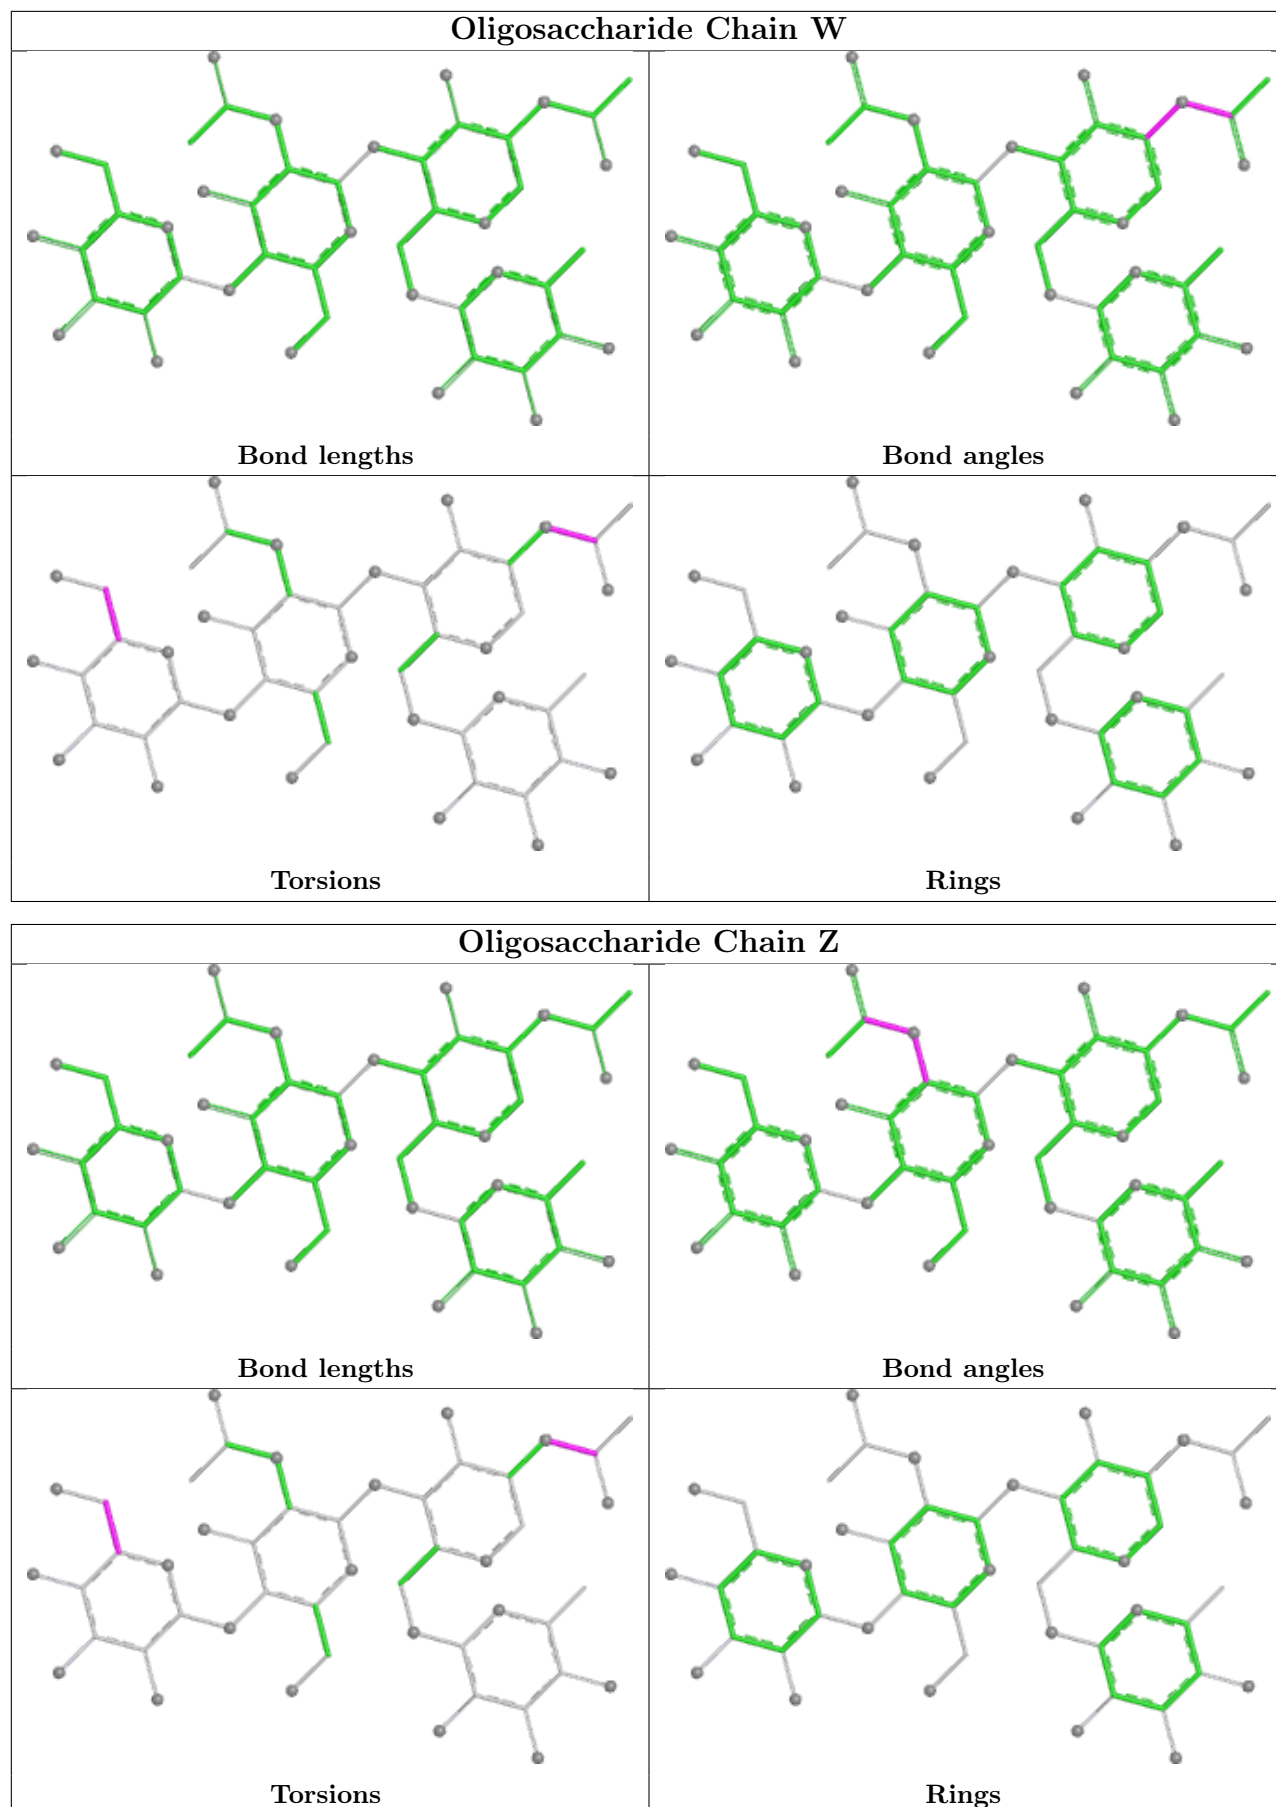 Oligosaccharide Chain W
Bond lengths
Bond angles
Torsions
Rings
Oligosaccharide Chain Z
Bond lengths
Bond angles
Torsions
Rings